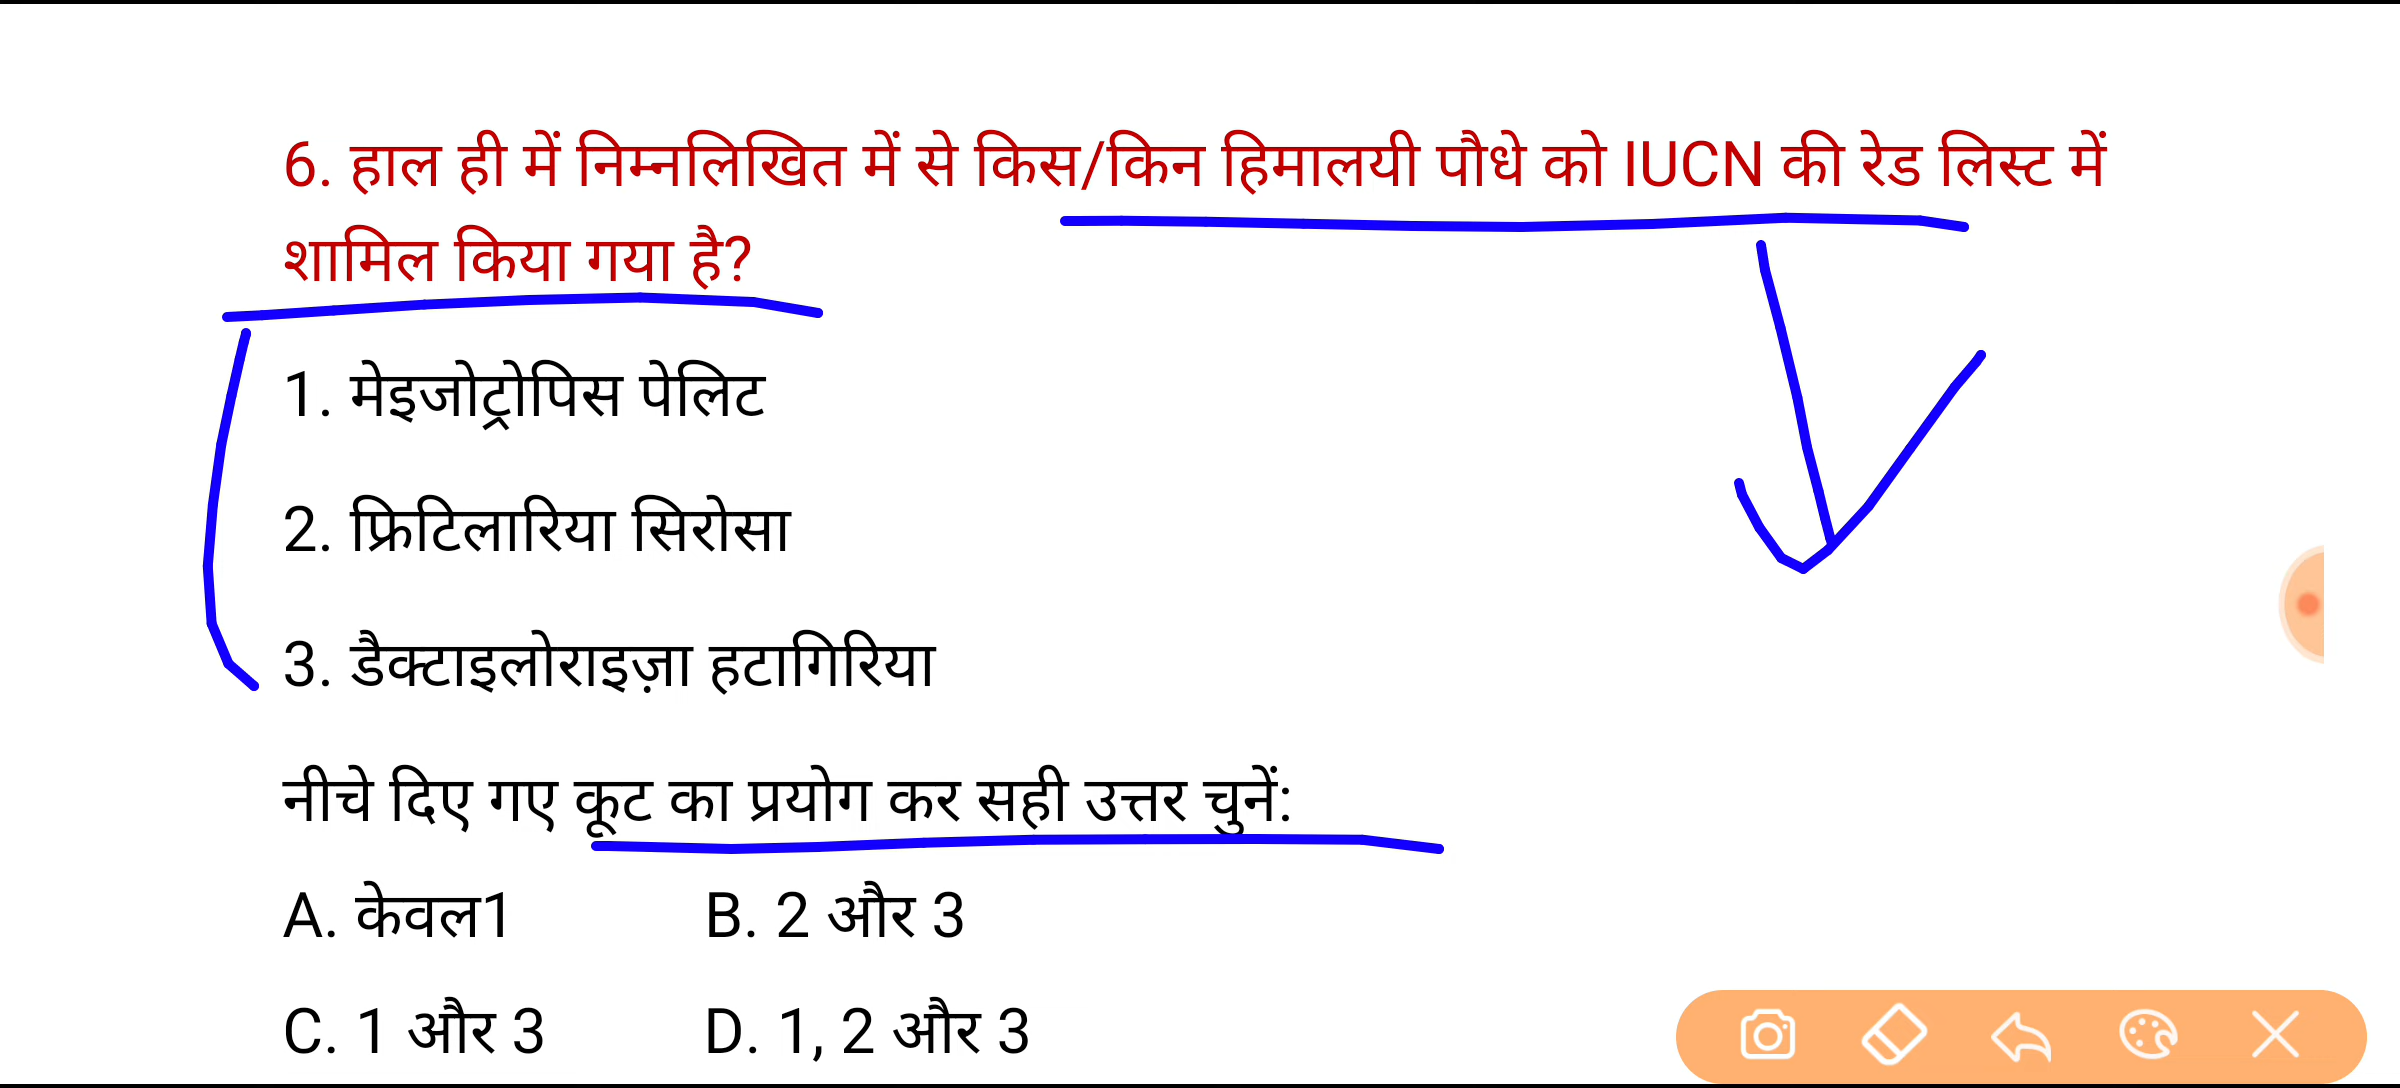 6. हाल ही में निम्नलिखित में से किस/किन हिमालयी पौधे को IUCN की रेड लिस्ट में
शामिल किया गया है?
1. मेइजोट्रोपिस पेलिट
2. फ्रिटिलारिया सिरोसा
3. डैक्टाइलोराइज़ा हटागिरिया
नीचे दिए गए कूट का प्रयोग कर सही उत्तर चुनें:
A. केवल1 B. 2 और 3
C. 1 और 3 D. 1, 2 और 3